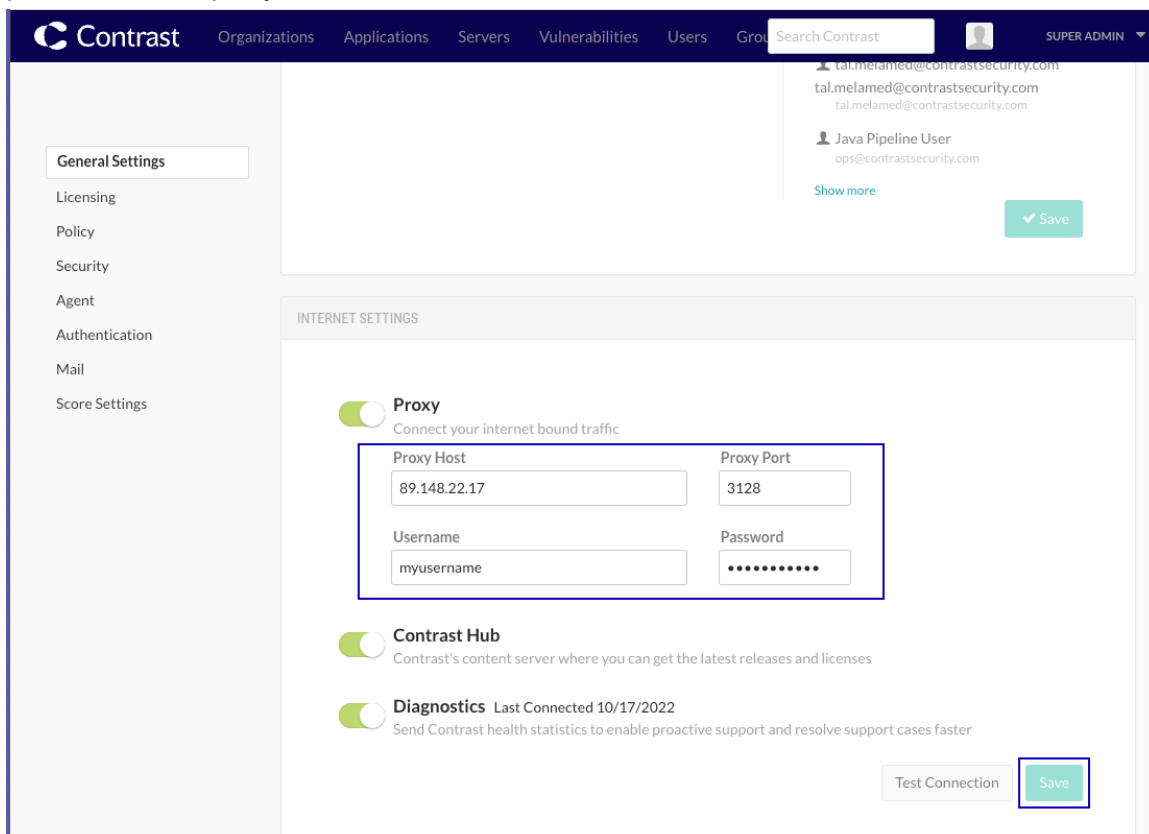 Contrast Organizations Applications Servers Vulnerabilities Users Grou Search Contrast SUPER ADMIN
tal.melamed@contrastsecurity.com
tal.melamed@contrastsecurity.com
tal.melamed@contrastsecurity.com
Java Pipeline User
ops@contrastsecurity.com
Show more
Save
General Settings
Licensing
Policy
Security
Agent
Authentication
Mail
Score Settings
INTERNET SETTINGS
Proxy
Connect your internet bound traffic
Proxy Host Proxy Port
89.148.22.17 3128
Username Password
myusername •••••••••••
Contrast Hub
Contrast's content server where you can get the latest releases and licenses
Diagnostics Last Connected 10/17/2022
Send Contrast health statistics to enable proactive support and resolve support cases faster
Test Connection Save